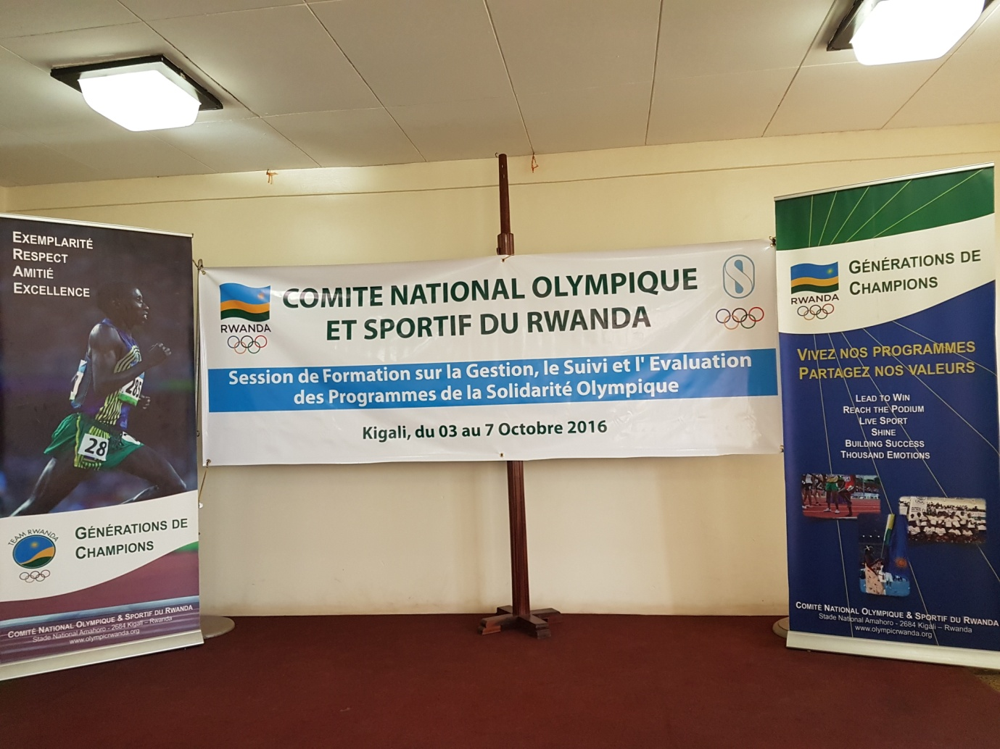 EXEMPLARITÉ
RESPECT
AMITIÉ
EXCELLENCE
28
TEAM RWANDA
GÉNÉRATIONS DE
CHAMPIONS
COMITÉ NATIONAL OLYMPIQUE & SPORTIF DU RWANDA
Stade National Amahoro - 2684 Kigali – Rwanda
www.olympicrwanda.org
RWANDA
COMITE NATIONAL OLYMPIQUE
ET SPORTIF DU RWANDA
Session de Formation sur la Gestion, le Suivi et l' Evaluation
des Programmes de la Solidarité Olympique
Kigali, du 03 au 7 Octobre 2016
RWANDA
GÉNÉRATIONS DE
CHAMPIONS
VIVEZ NOS PROGRAMMES
PARTAGEZ NOS VALEURS
LEAD TO WIN
REACH THE PODIUM
LIVE SPORT
SHINE
BUILDING SUCCESS
THOUSAND EMOTIONS
COMITÉ NATIONAL OLYMPIQUE & SPORTIF DU RWANDA
Stade National Amahoro - 2684 Kigali – Rwanda
www.olympicrwanda.org